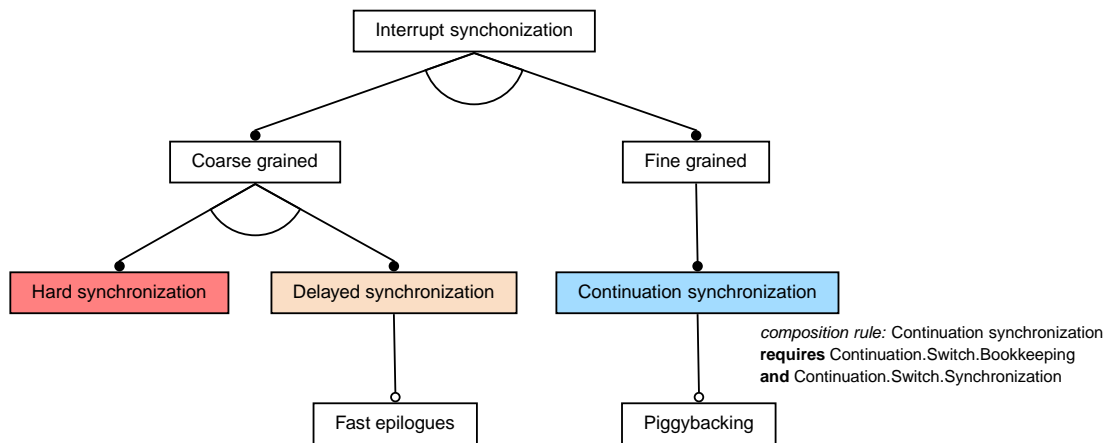 Interrupt synchonization
Coarse grained
Fine grained
Hard synchronization
Delayed synchronization
Continuation synchronization
composition rule: Continuation synchronization
requires Continuation.Switch.Bookkeeping
and Continuation.Switch.Synchronization
Fast epilogues
Piggybacking